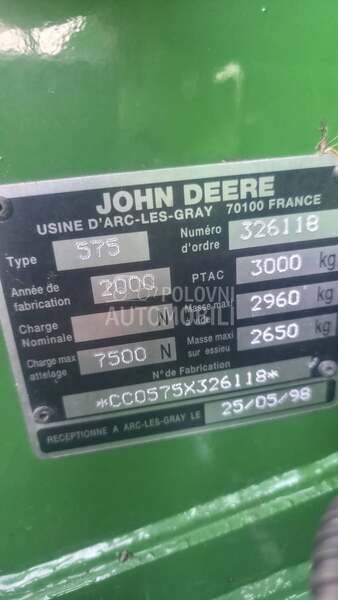 JOHN DEERE
USINE D'ARC-LES-GRAY 70100 FRANCE
Type 575 Numéro d'ordre 326118
Année de fabrication 2000 PTAC 3000 kg
POLOVNI AUTOMOBILI
Charge Nominale N Masse maxi 2960 kg
Charge max attelage 7500 N Masse maxi sur essieu 2650 kg
N° de Fabrication
*CC0575X326118*
RECEPTIONNE A ARC-LES-GRAY LE 25/05/98